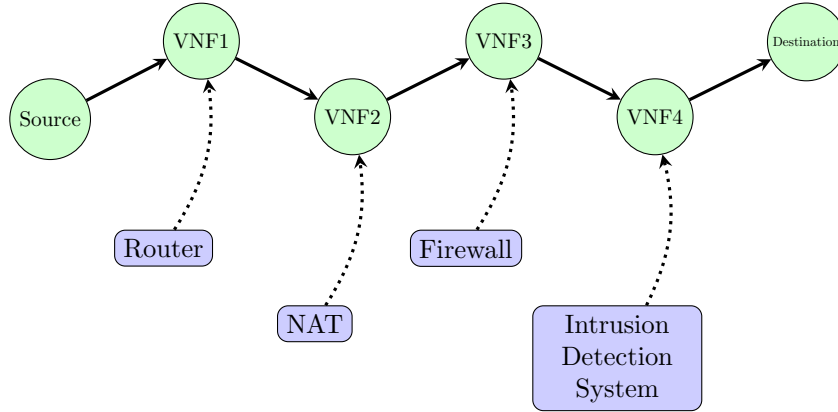 VNF1
VNF3
Destination
Source
VNF2
VNF4
Router
Firewall
NAT
Intrusion
Detection
System